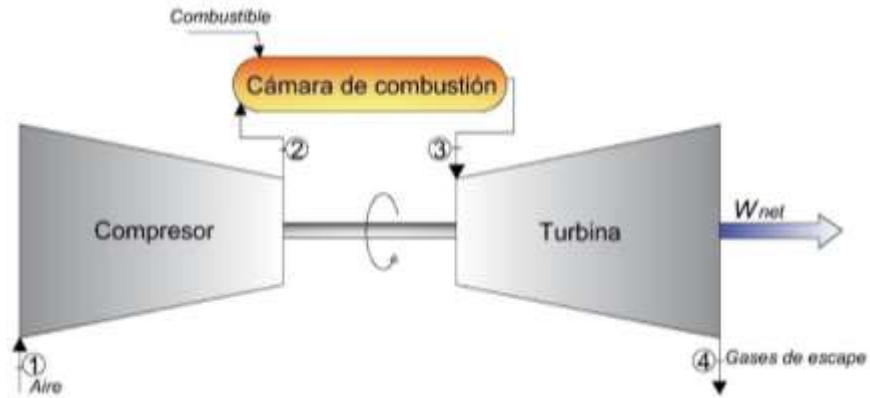 Combustible
Cámara de combustión
2
3
Compresor
Turbina
Wnet
1
Aire
4
Gases de escape